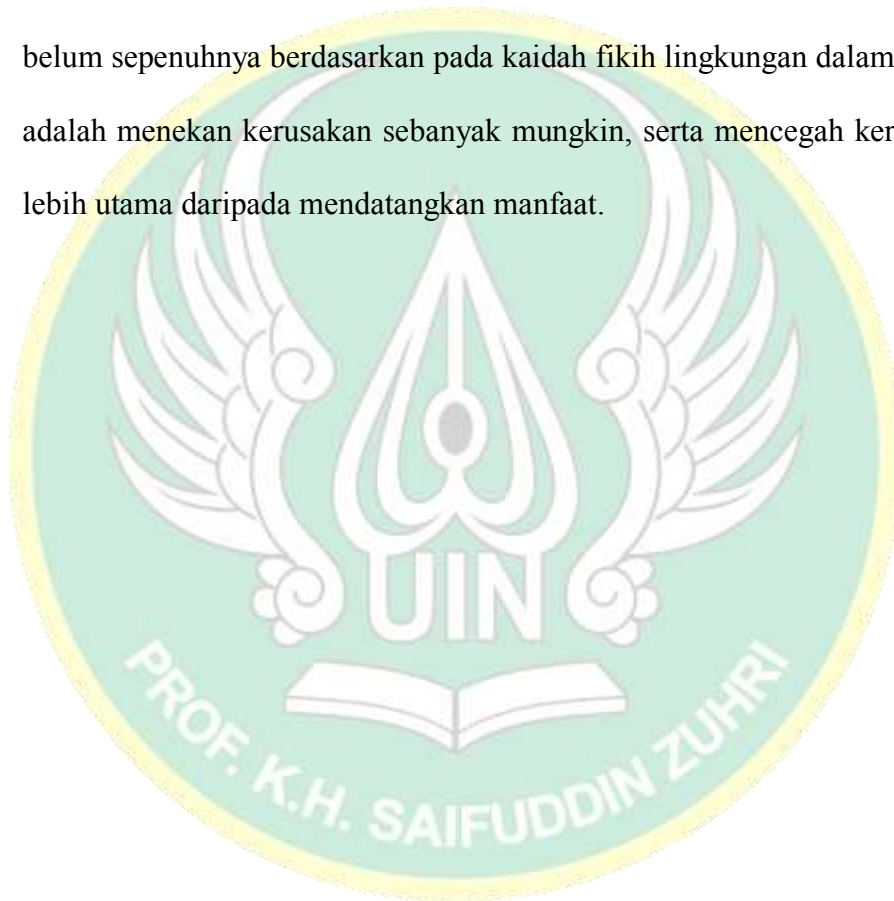 belum sepenuhnya berdasarkan pada kaidah fikih lingkungan dalam
adalah menekan kerusakan sebanyak mungkin, serta mencegah ker
lebih utama daripada mendatangkan manfaat.
UIN
PROF. K.H. SAIFUDDIN ZUHRI